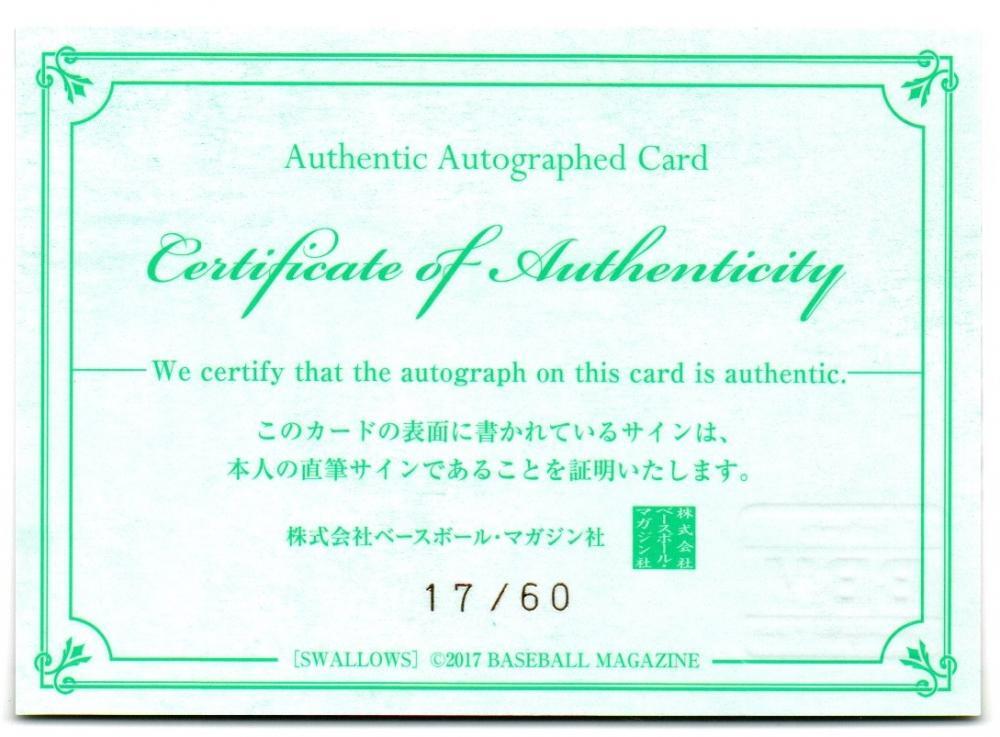 Authentic Autographed Card
Certificate of Authenticity
We certify that the autograph on this card is authentic.
このカードの表面に書かれているサインは、
本人の直筆サインであることを証明いたします。
株式会社ベースボール・マガジン社
株式会社
ベースボール・
マガジン社
17/60
[SWALLOWS] ©2017 BASEBALL MAGAZINE